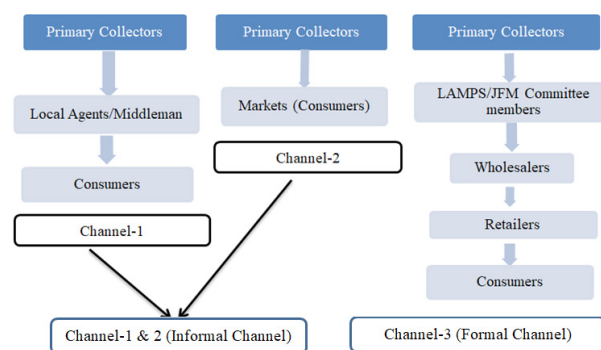 Primary Collectors
Local Agents/Middleman
Consumers
Channel-1
Primary Collectors
Markets (Consumers)
Channel-2
Channel-1 & 2 (Informal Channel)
Primary Collectors
LAMPS/JFM Committee
members
Wholesalers
Retailers
Consumers
Channel-3 (Formal Channel)